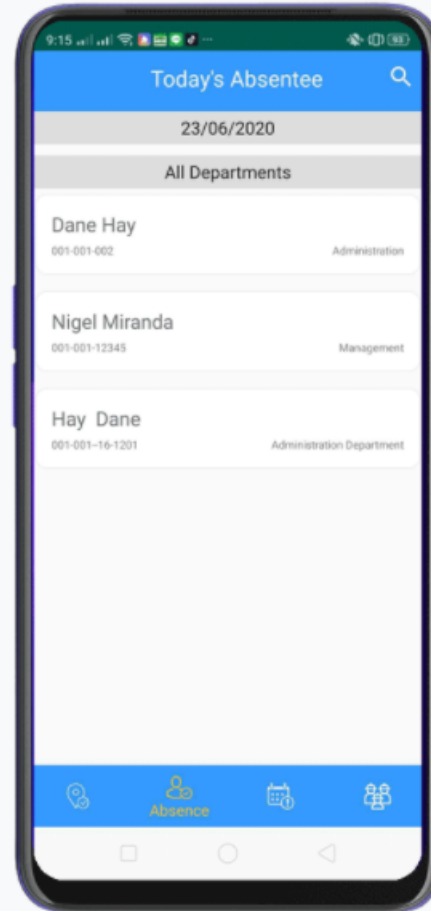 9:15
93
Today's Absentee
23/06/2020
All Departments
Dane Hay
001-001-002 Administration
Nigel Miranda
001-001-12345 Management
Hay  Dane
001-001--16-1201 Administration Department
Absence